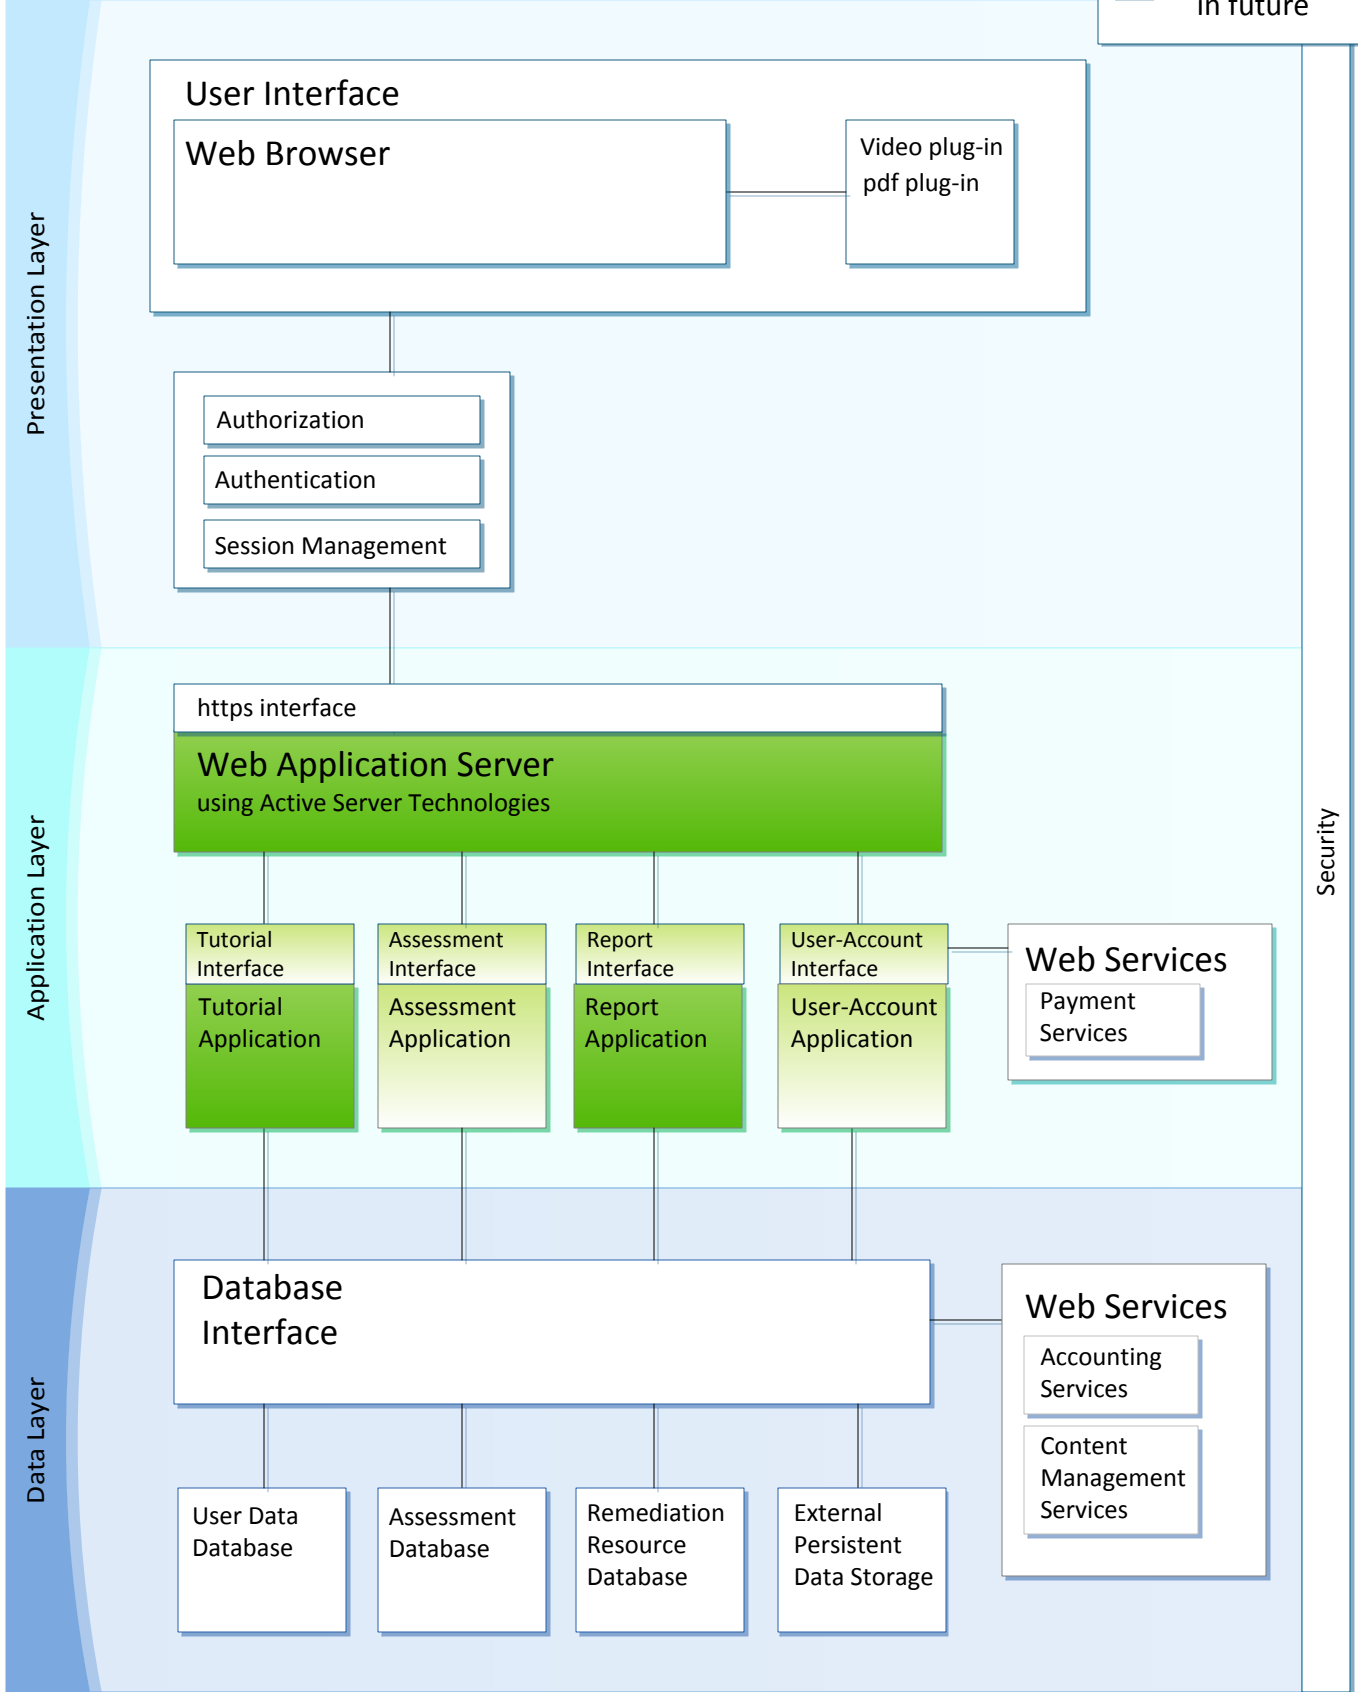 in future
User Interface
Web Browser
Video plug-in
pdf plug-in
Presentation Layer
Authorization
Authentication
Session Management
https interface
Web Application Server
using Active Server Technologies
Application Layer
Security
Tutorial
Interface
Assessment
Interface
Report
Interface
User-Account
Interface
Tutorial
Application
Assessment
Application
Report
Application
User-Account
Application
Web Services
Payment
Services
Database
Interface
Web Services
Accounting
Services
Content
Management
Services
Data Layer
User Data
Database
Assessment
Database
Remediation
Resource
Database
External
Persistent
Data Storage